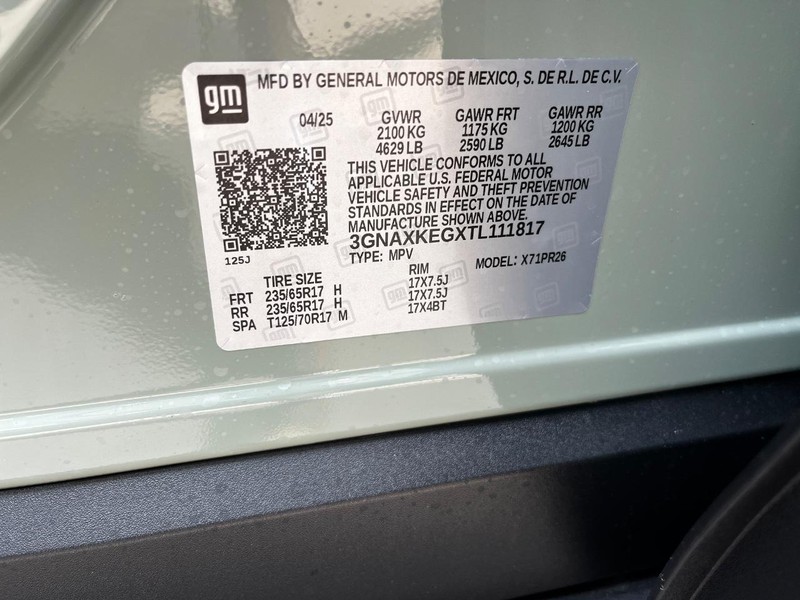 gm
MFD BY GENERAL MOTORS DE MEXICO, S. DE R.L. DE C.V.
04/25
GVWR GAWR FRT GAWR RR
2100 KG 1175 KG 1200 KG
4629 LB 2590 LB 2645 LB
THIS VEHICLE CONFORMS TO ALL
APPLICABLE U.S. FEDERAL MOTOR
VEHICLE SAFETY AND THEFT PREVENTION
STANDARDS IN EFFECT ON THE DATE OF
MANUFACTURE SHOWN ABOVE.
3GNAXKEGXTL111817
125J
TYPE: MPV MODEL: X71PR26
TIRE SIZE RIM
FRT 235/65R17 H 17X7.5J
RR 235/65R17 H 17X7.5J
SPA T125/70R17 M 17X4BT